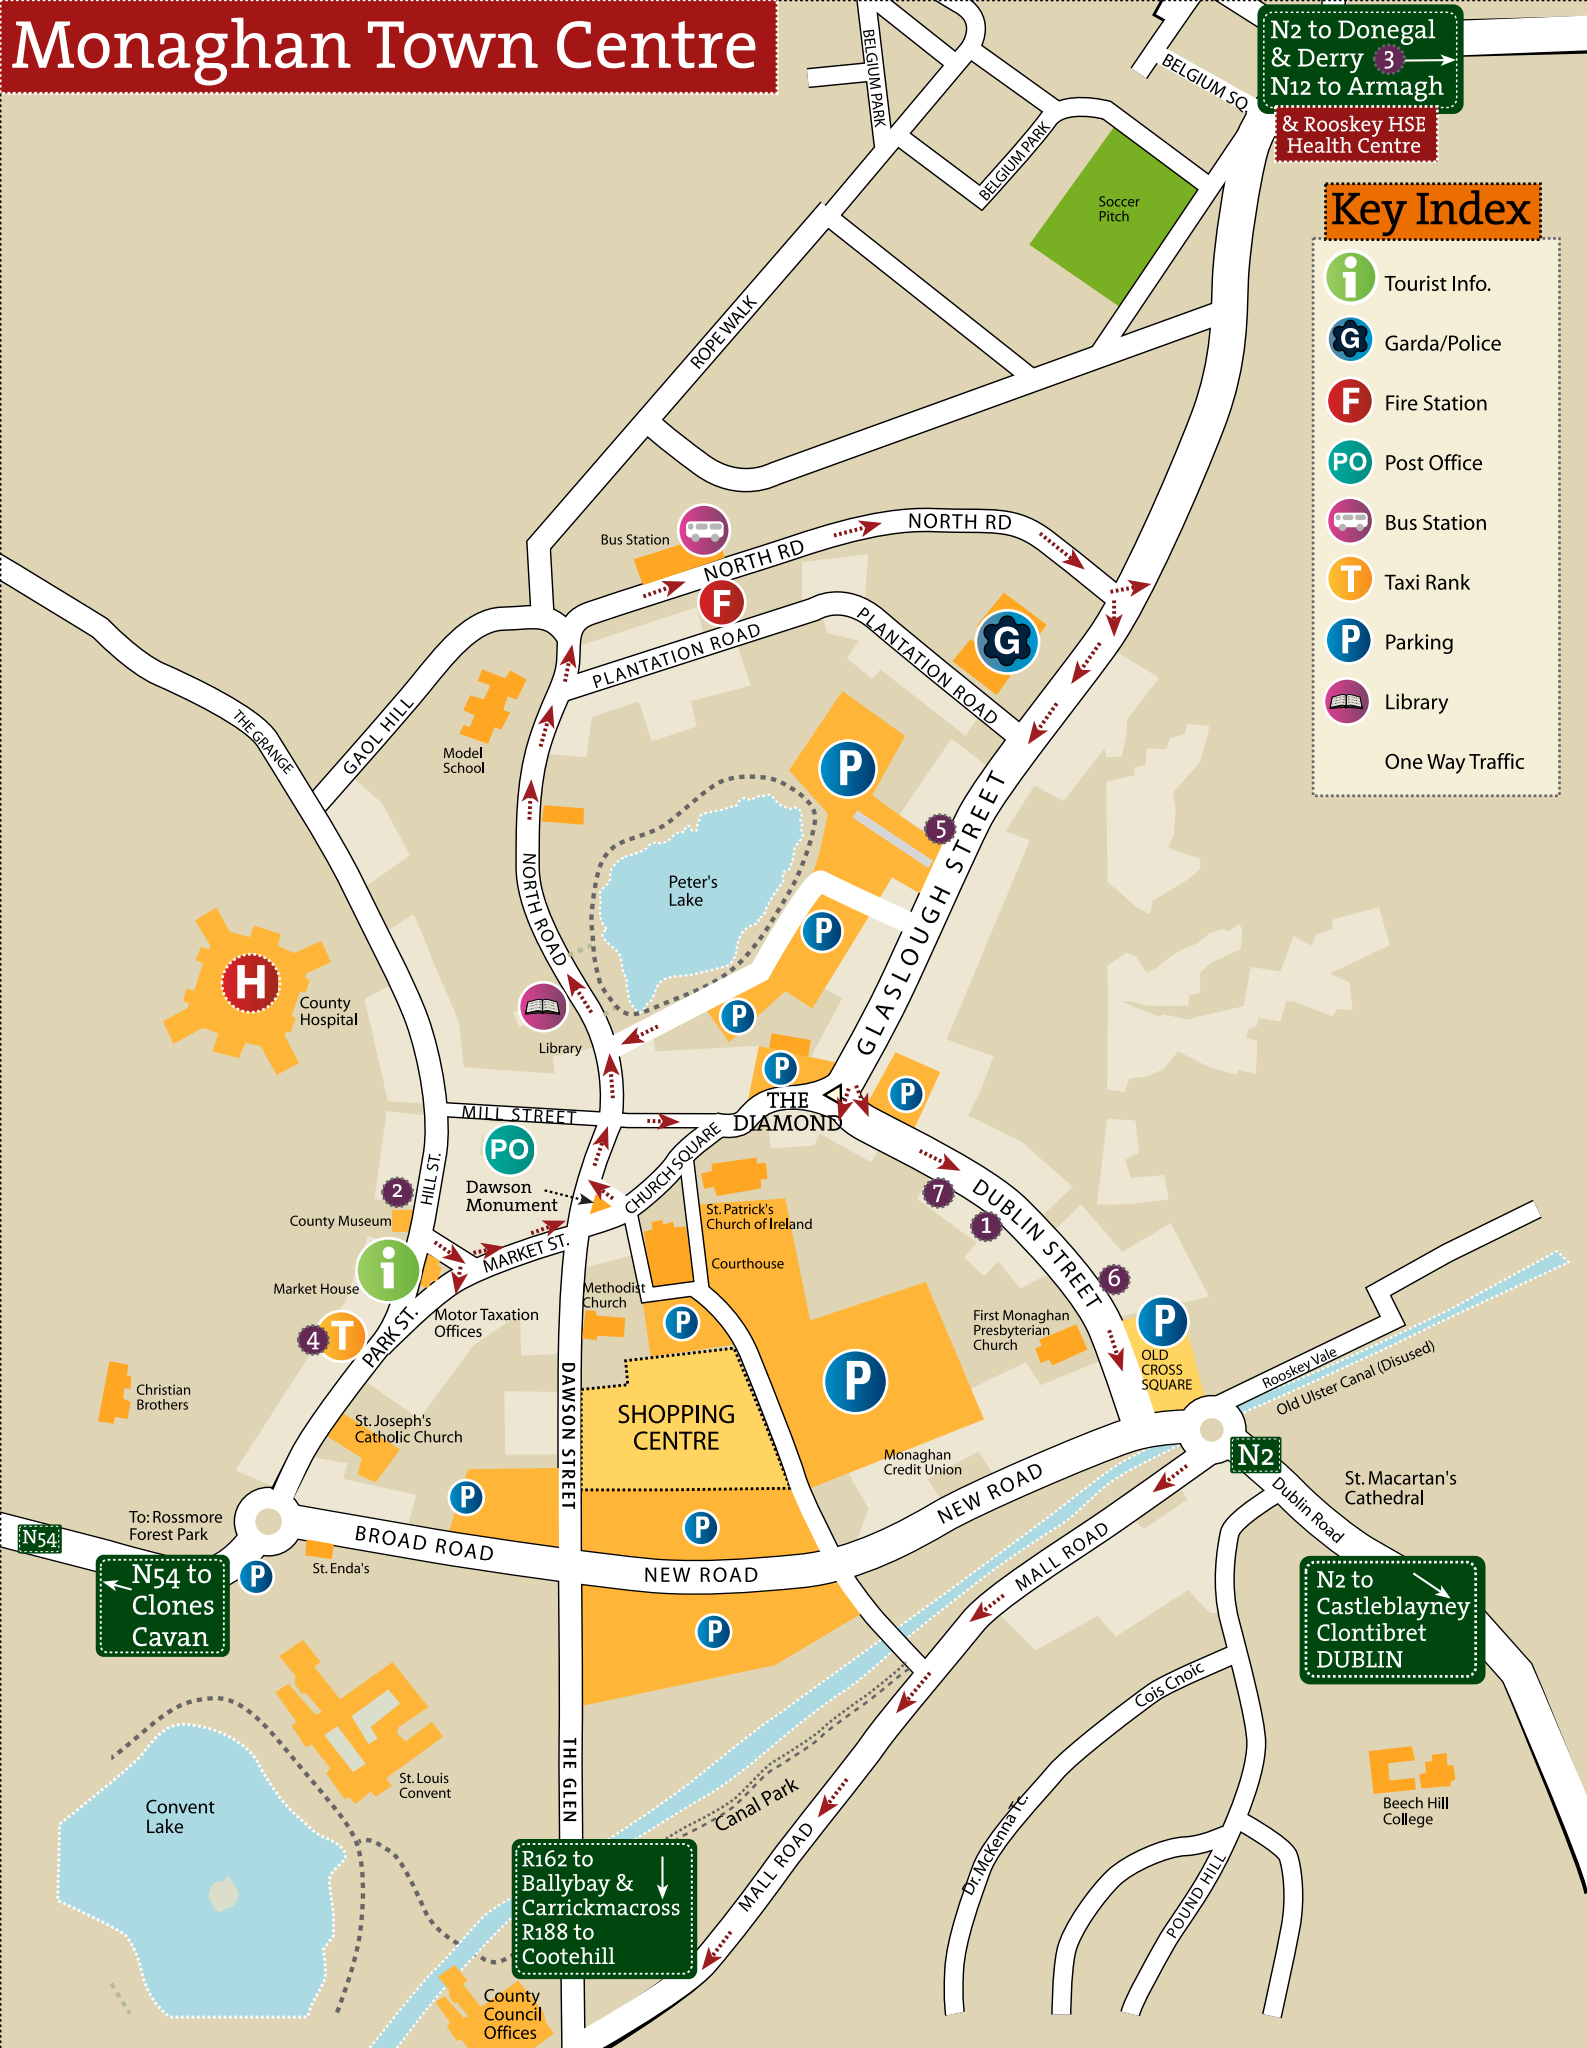 Monaghan Town Centre
N2 to Donegal
& Derry 3
N12 to Armagh
& Rooskey HSE
Health Centre
Key Index
i Tourist Info.
G Garda/Police
F Fire Station
PO Post Office
Bus Station
T Taxi Rank
P Parking
Library
One Way Traffic
BELGIUM PARK
BELGIUM SQ.
BELGIUM PARK
Soccer
Pitch
ROPE WALK
Bus Station
NORTH RD
NORTH RD
F
PLANTATION ROAD
PLANTATION ROAD
G
THE GRANGE
GAOL HILL
Model
School
P
5
NORTH ROAD
Peter's
Lake
P
GLASLOUGH STREET
H
County
Hospital
Library
P
P
P
THE
DIAMOND
MILL STREET
PO
Dawson
Monument
CHURCH SQUARE
2
HILL ST.
County Museum
i
Market House
MARKET ST.
St. Patrick's
Church of Ireland
Courthouse
7
1
DUBLIN STREET
6
Methodist
Church
Motor Taxation
Offices
4
T
PARK ST.
P
P
First Monaghan
Presbyterian
Church
P
OLD
CROSS
SQUARE
Rooskey Vale
Old Ulster Canal (Disused)
Christian
Brothers
St. Joseph's
Catholic Church
DAWSON STREET
SHOPPING
CENTRE
Monaghan
Credit Union
N2
St. Macartan's
Cathedral
Dublin Road
P
P
NEW ROAD
To: Rossmore
Forest Park
N54
BROAD ROAD
St. Enda's
NEW ROAD
MALL ROAD
P
N54 to
Clones
Cavan
N2 to
Castleblayney
Clontibret
DUBLIN
P
Cois Cnoic
St. Louis
Convent
Convent
Lake
THE GLEN
Canal Park
MALL ROAD
Dr. McKenna Tc.
POUND HILL
Beech Hill
College
R162 to
Ballybay &
Carrickmacross
R188 to
Cootehill
County
Council
Offices